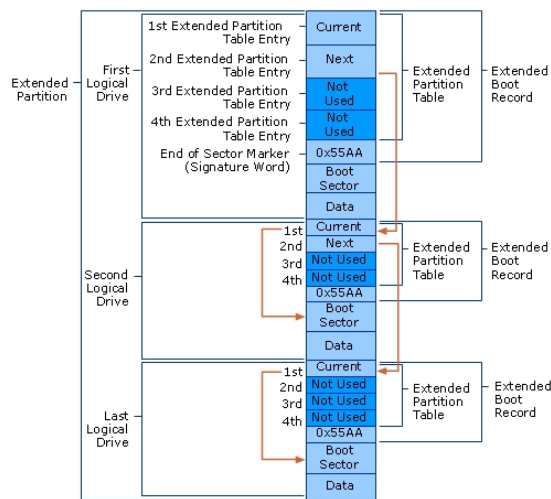 1st Extended Partition
Table Entry
Current
2nd Extended Partition
Table Entry
Next
Extended
Partition
First
Logical
Drive
3rd Extended Partition
Table Entry
Not
Used
4th Extended Partition
Table Entry
Not
Used
Extended
Partition
Table
Extended
Boot
Record
End of Sector Marker
(Signature Word)
0x55AA
Boot
Sector
Data
1st
Current
2nd
Next
3rd
Not Used
4th
Not Used
0x55AA
Extended
Partition
Table
Extended
Boot
Record
Second
Logical
Drive
Boot
Sector
Data
1st
Current
2nd
Not Used
3rd
Not Used
4th
Not Used
0x55AA
Extended
Partition
Table
Extended
Boot
Record
Last
Logical
Drive
Boot
Sector
Data